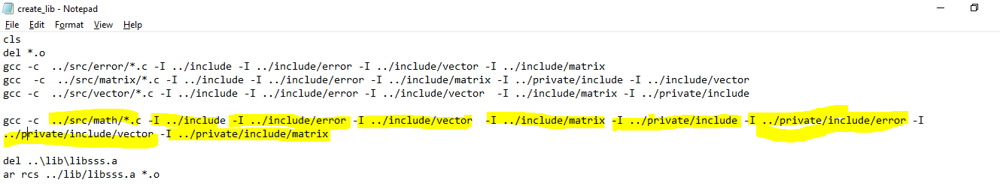 create_lib - Notepad
File Edit Format View Help
cls
del *.o
gcc -c  ../src/error/*.c -I ../include -I ../include/error -I ../include/vector -I ../include/matrix
gcc  -c  ../src/matrix/*.c -I ../include -I ../include/error -I ../include/matrix -I ../private/include -I ../include/vector
gcc -c  ../src/vector/*.c -I ../include -I ../include/error -I ../include/vector  -I ../include/matrix -I ../private/include
gcc -c  ../src/math/*.c -I ../include -I ../include/error -I ../include/vector  -I ../include/matrix -I ../private/include -I ../private/include/error -I
../private/include/vector -I ../private/include/matrix
del ..\lib\libsss.a
ar rcs ../lib/libsss.a *.o